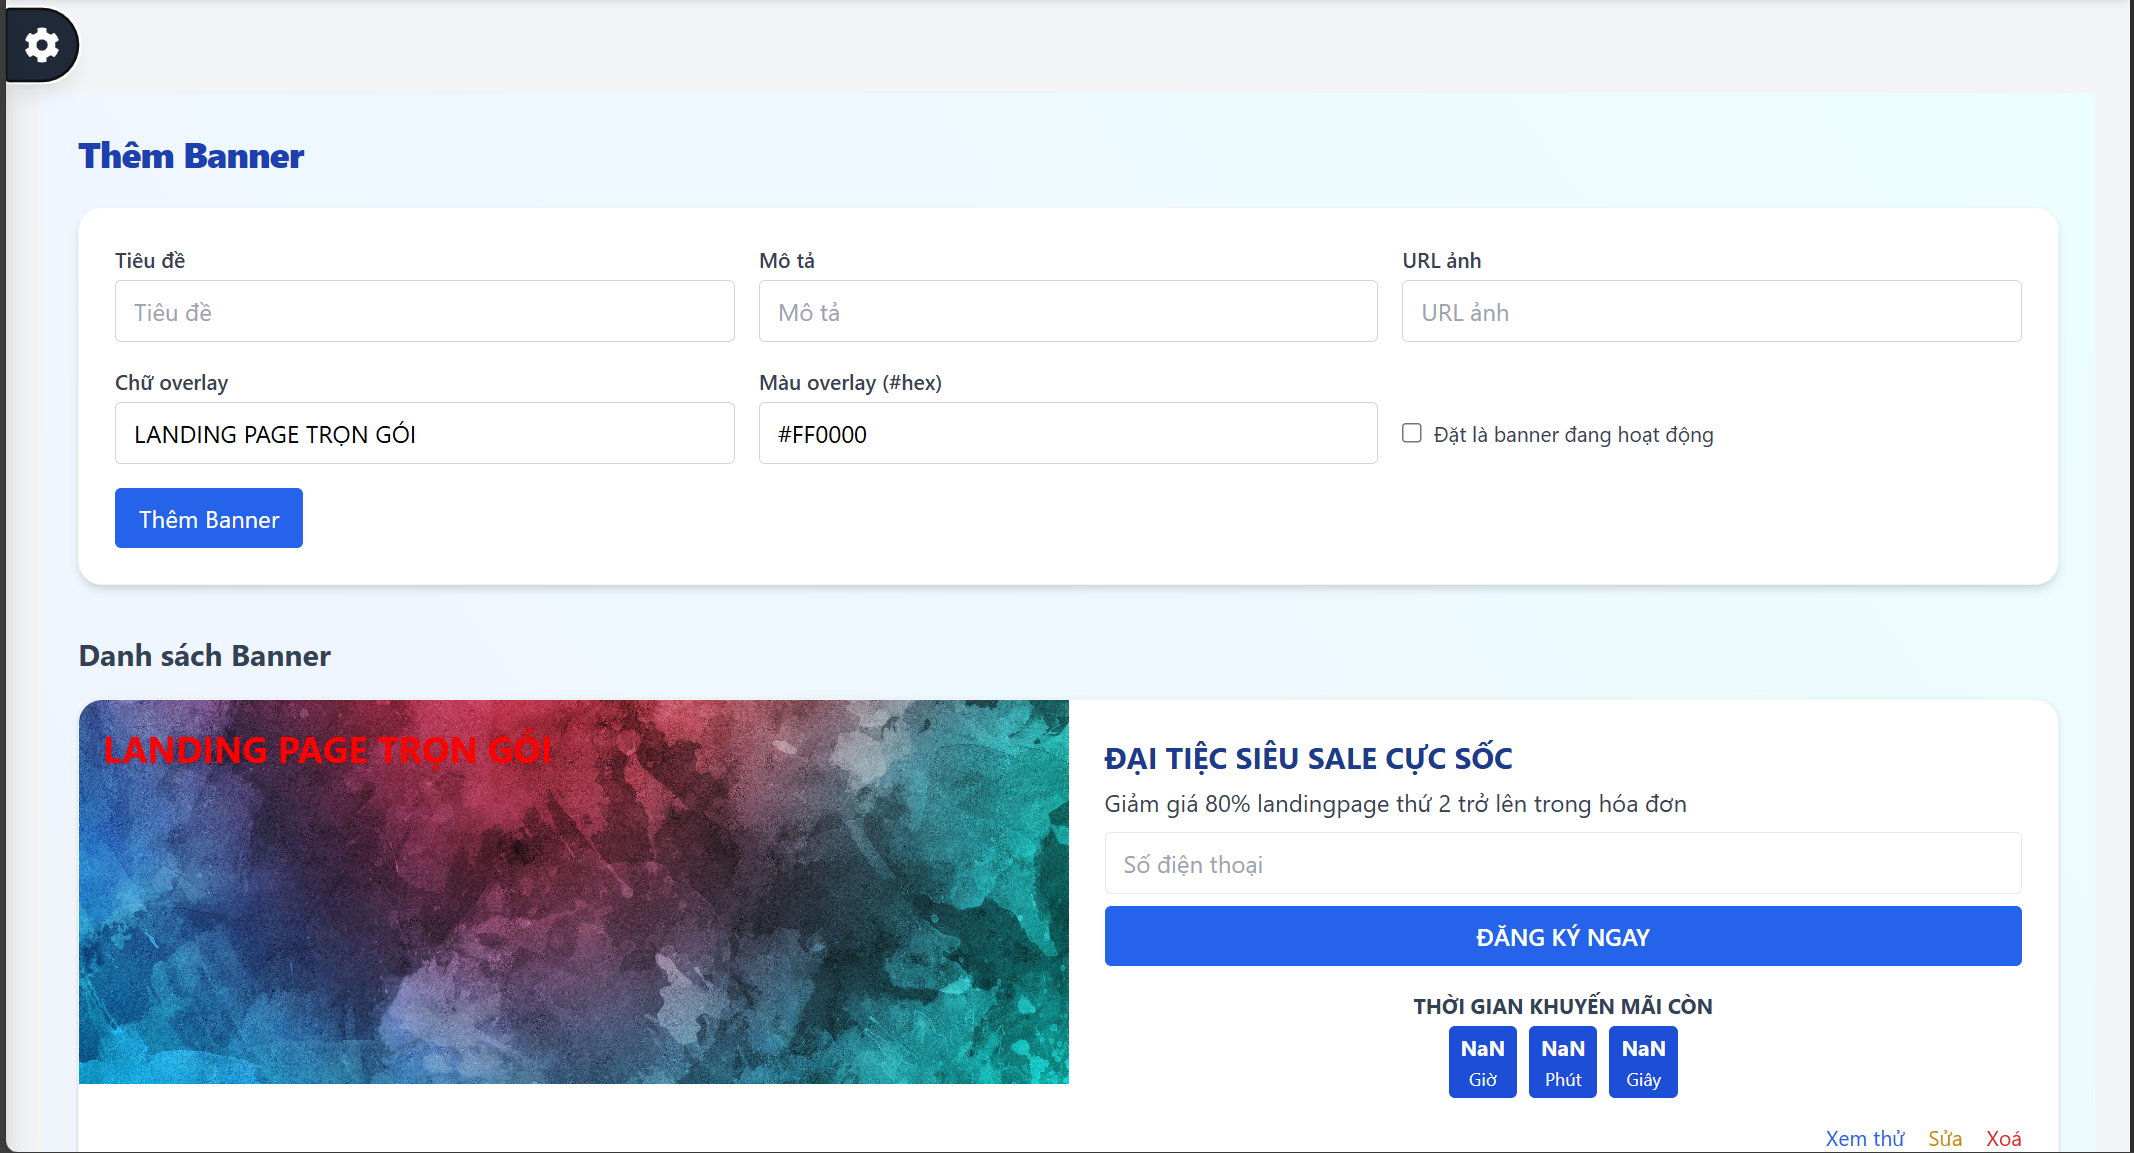 Thêm Banner
Tiêu đề
Mô tả
URL ảnh
Tiêu đề
Mô tả
URL ảnh
Chữ overlay
Màu overlay (#hex)
LANDING PAGE TRỌN GÓI
#FF0000
Đặt là banner đang hoạt động
Thêm Banner
Danh sách Banner
LANDING PAGE TRỌN GÓI
ĐẠI TIỆC SIÊU SALE CỰC SỐC
Giảm giá 80% landingpage thứ 2 trở lên trong hóa đơn
Số điện thoại
ĐĂNG KÝ NGAY
THỜI GIAN KHUYẾN MÃI CÒN
NaN NaN NaN
Giờ Phút Giây
Xem thử Sửa Xoá